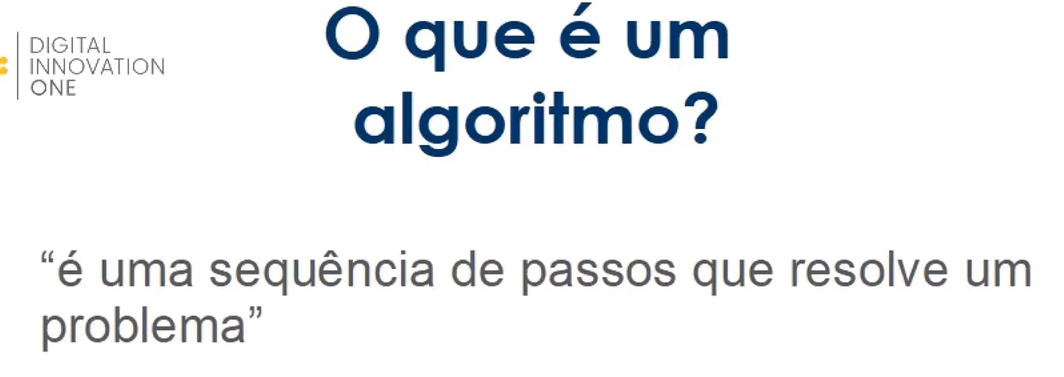 DIGITAL
INNOVATION
ONE
O que é um
algoritmo?
“é uma sequência de passos que resolve um
problema”